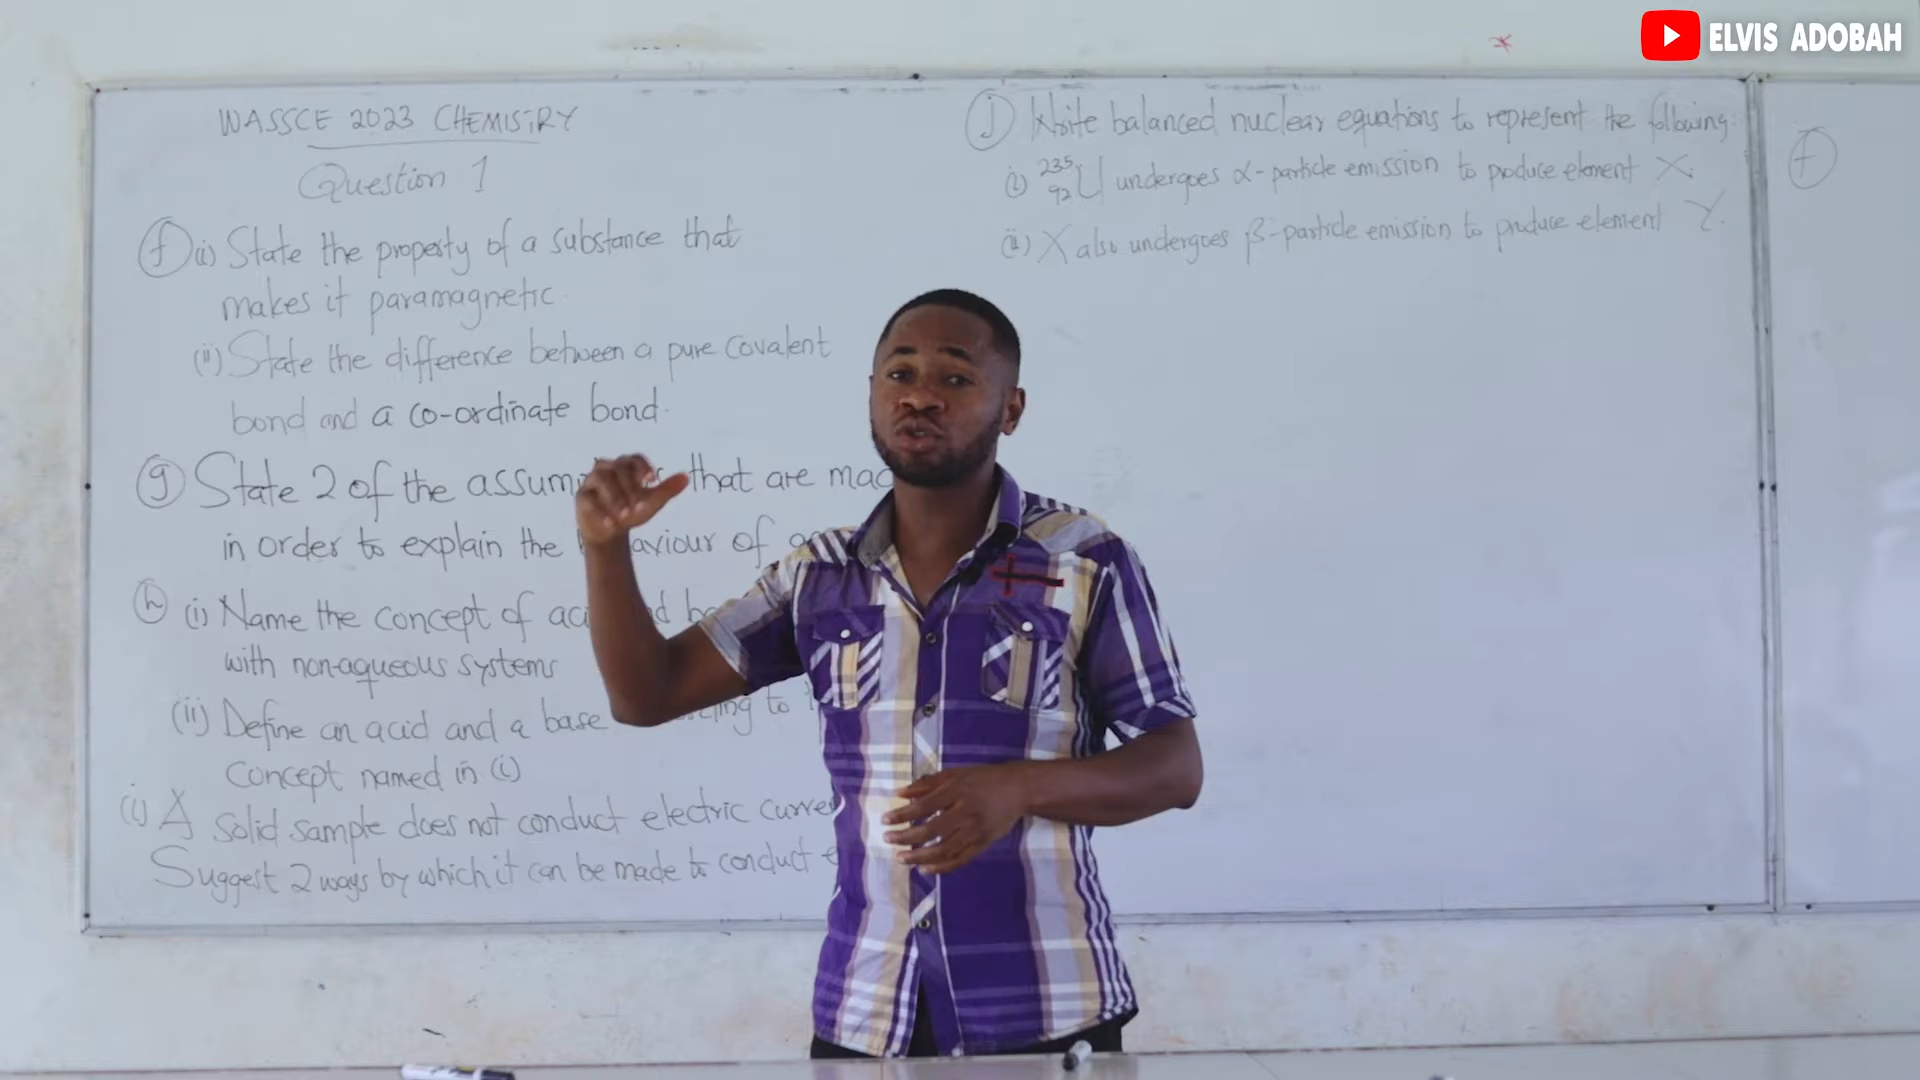 ELVIS ADOBAH
WASSCE 2023 CHEMISTRY
Question 1
(f) (i) State the property of a substance that
makes it paramagnetic.
(ii) State the difference between a pure covalent
bond and a co-ordinate bond.
(g) State 2 of the that are
in order to explain the of
(h) (i) Name the concept of
with non-aqueous systems
(ii) Define an acid and a base to
concept named in (i)
(i) A solid sample does not conduct electric
Suggest 2 ways by which it can be made to conduct
(j) Write balanced nuclear equations to represent the following:
(i) ²³⁵₉₂U undergoes α-particle emission to produce element X.
(ii) X also undergoes β-particle emission to produce element Y.
(f)